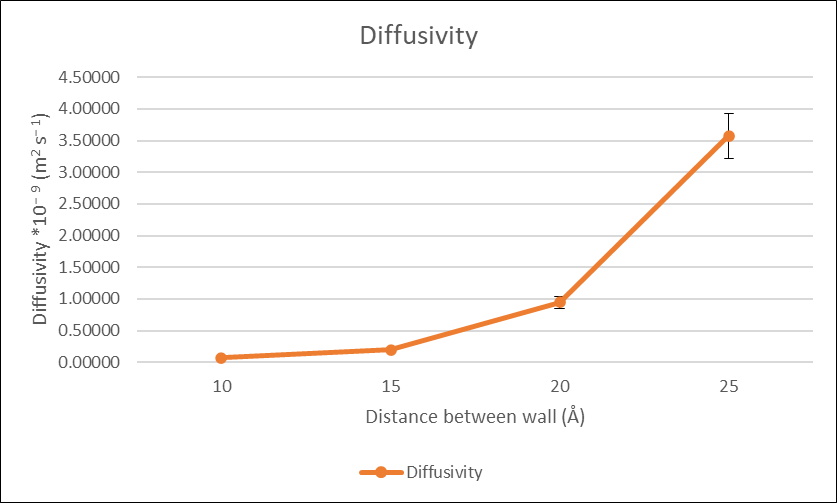 Diffusivity
Diffusivity *10⁻⁹ (m² s⁻¹)
4.50000
4.00000
3.50000
3.00000
2.50000
2.00000
1.50000
1.00000
0.50000
0.00000
10 15 20 25
Distance between wall (Å)
Diffusivity